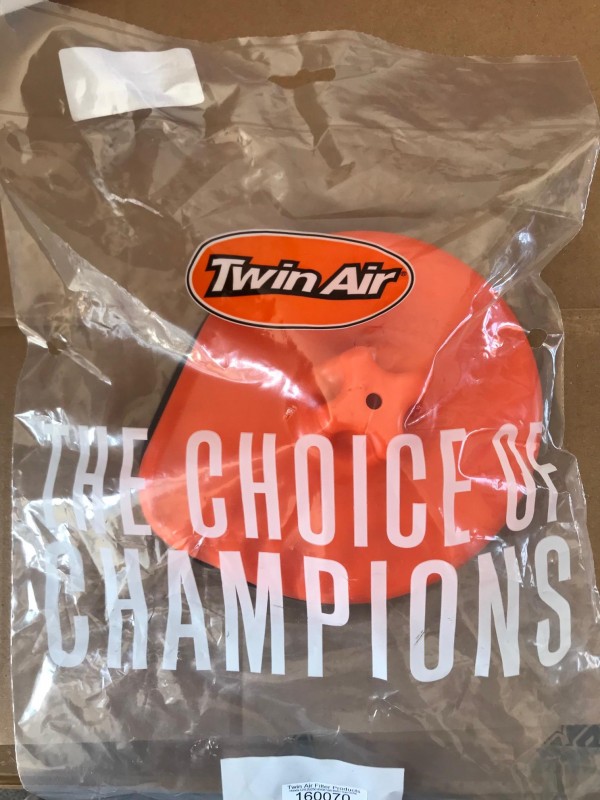 Twin Air
THE CHOICE OF
CHAMPIONS
Twin Air Filter Products
160070